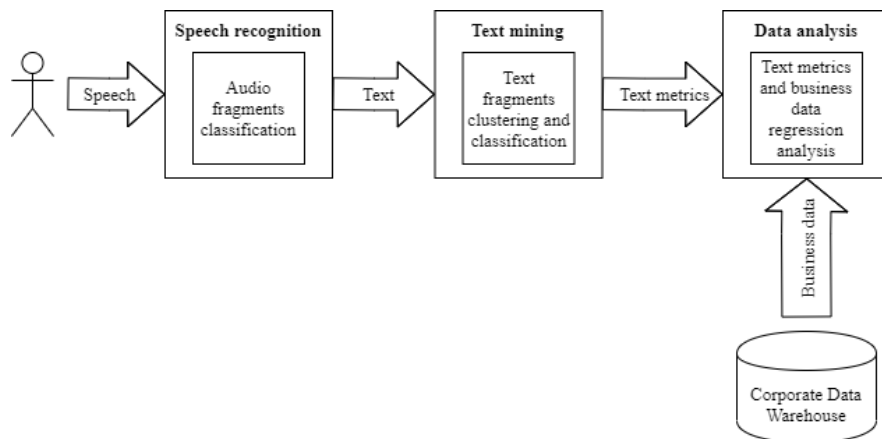 Speech recognition
Text mining
Data analysis
Speech
Audio
fragments
classification
Text
Text
fragments
clustering and
classification
Text metrics
Text metrics
and business
data
regression
analysis
Business data
Corporate Data
Warehouse